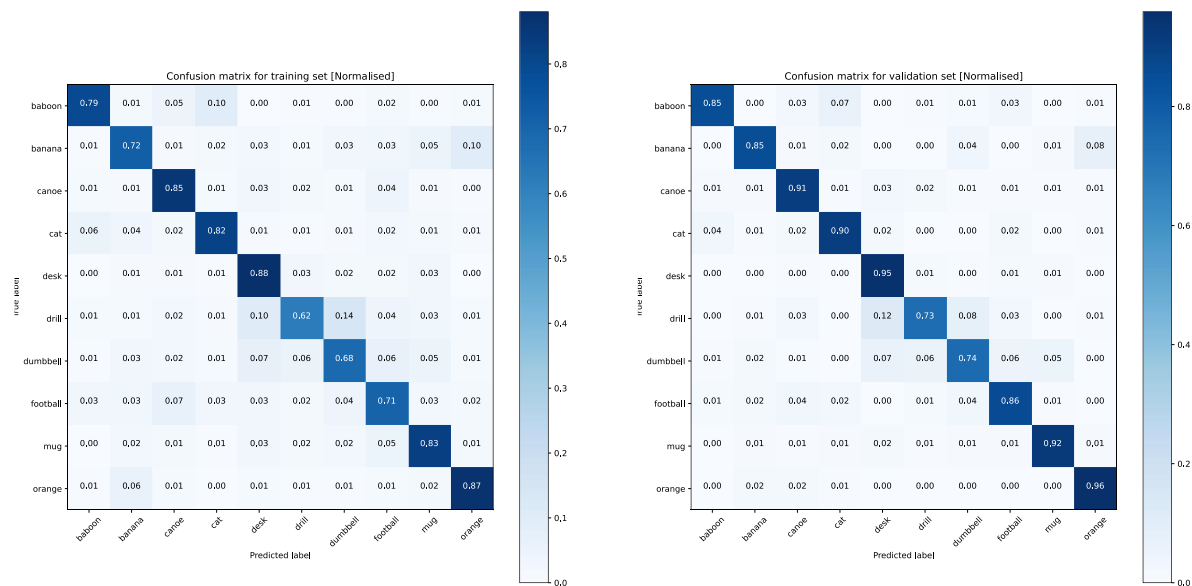 Confusion matrix for training set [Normalised]
baboon 0.79 0.01 0.05 0.10 0.00 0.01 0.00 0.02 0.00 0.01
banana 0.01 0.72 0.01 0.02 0.03 0.01 0.03 0.03 0.05 0.10
canoe 0.01 0.01 0.85 0.01 0.03 0.02 0.01 0.04 0.01 0.00
cat 0.06 0.04 0.02 0.82 0.01 0.01 0.01 0.02 0.01 0.01
desk 0.00 0.01 0.01 0.01 0.88 0.03 0.02 0.02 0.03 0.00
drill 0.01 0.01 0.02 0.01 0.10 0.62 0.14 0.04 0.03 0.01
dumbbell 0.01 0.03 0.02 0.01 0.07 0.06 0.68 0.06 0.05 0.01
football 0.03 0.03 0.07 0.03 0.03 0.02 0.04 0.71 0.03 0.02
mug 0.00 0.02 0.01 0.01 0.03 0.02 0.02 0.05 0.83 0.01
orange 0.01 0.06 0.01 0.00 0.01 0.01 0.01 0.01 0.02 0.87
baboon banana canoe cat desk drill dumbbell football mug orange
Predicted label
True label
0,8
0,7
0,6
0,5
0,4
0,3
0,2
0,1
0.0
Confusion matrix for validation set [Normalised]
baboon 0.85 0.00 0.03 0.07 0.00 0.01 0.01 0.03 0.00 0.01
banana 0.00 0.85 0.01 0.02 0.00 0.00 0.04 0.00 0.01 0.08
canoe 0.01 0.01 0.91 0.01 0.03 0.02 0.01 0.01 0.01 0.01
cat 0.04 0.01 0.02 0.90 0.02 0.00 0.00 0.02 0.01 0.01
desk 0.00 0.00 0.01 0.00 0.95 0.01 0.00 0.01 0.01 0.00
drill 0.00 0.01 0.03 0.00 0.12 0.73 0.08 0.03 0.00 0.01
dumbbell 0.01 0.02 0.01 0.00 0.07 0.06 0.74 0.06 0.05 0.00
football 0.01 0.02 0.04 0.02 0.00 0.01 0.04 0.86 0.01 0.00
mug 0.00 0.01 0.01 0.00 0.02 0.01 0.01 0.01 0.92 0.01
orange 0.00 0.02 0.02 0.01 0.00 0.00 0.00 0.00 0.00 0.96
baboon banana canoe cat desk drill dumbbell football mug orange
Predicted label
True label
0.8
0.6
0.4
0.2
0.0